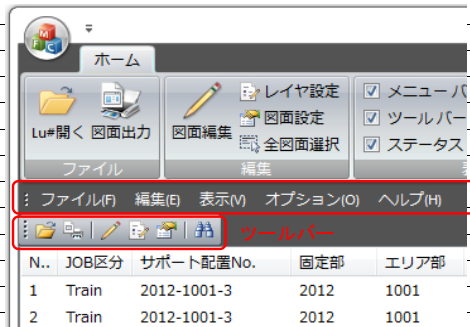 ホーム
Lu#開く 図面出力 図面編集
レイヤ設定
図面設定
全図面選択
メニュー バ
ツール バー
ステータス
ファイル 編集
ファイル(F) 編集(E) 表示(V) オプション(O) ヘルプ(H)
ツールバー
N.. JOB区分 サポート配置No. 固定部 エリア部
1 Train 2012-1001-3 2012 1001
2 Train 2012-1001-3 2012 1001